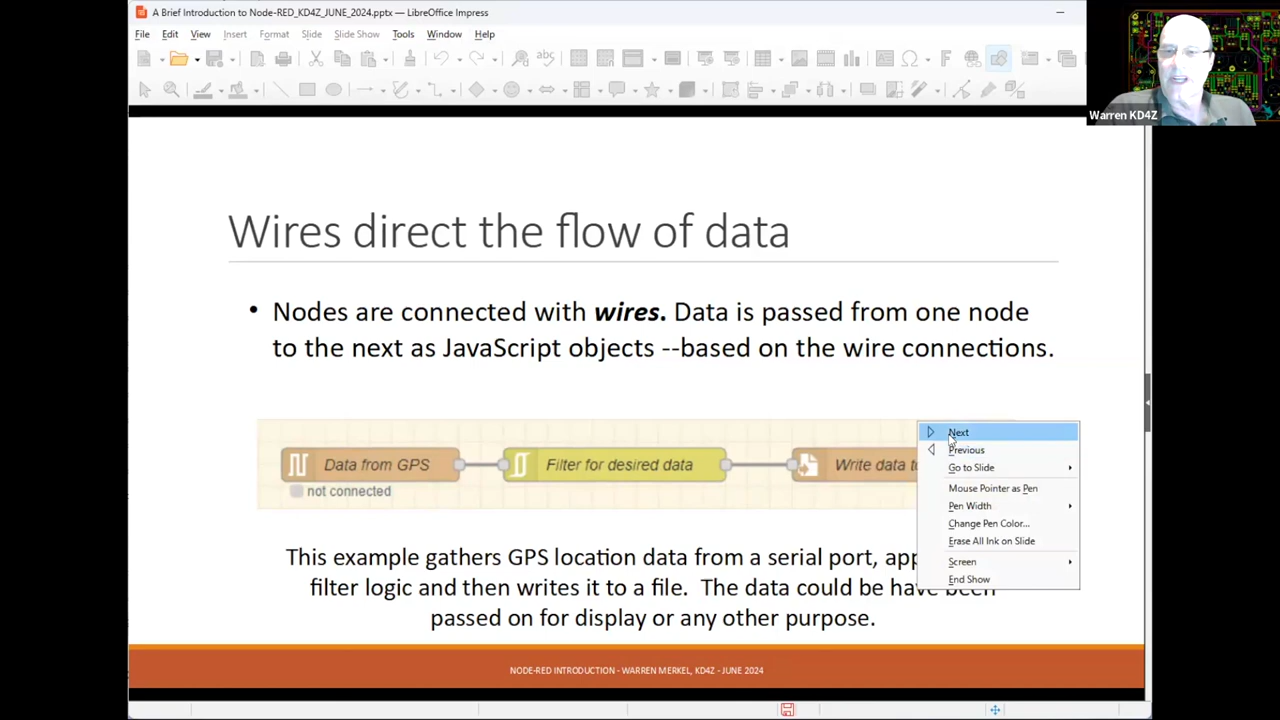 A Brief Introduction to Node-RED_KD4Z_JUNE_2024.pptx — LibreOffice Impress
File Edit View Insert Format Slide Slide Show Tools Window Help
Warren KD4Z
Wires direct the flow of data
• Nodes are connected with wires. Data is passed from one node
to the next as JavaScript objects --based on the wire connections.
Data from GPS
not connected
Filter for desired data
Write data to
Next
Previous
Go to Slide
Mouse Pointer as Pen
Pen Width
Change Pen Color...
Erase All Ink on Slide
Screen
End Show
This example gathers GPS location data from a serial port, app
filter logic and then writes it to a file. The data could be have been
passed on for display or any other purpose.
NODE-RED INTRODUCTION - WARREN MERKEL, KD4Z - JUNE 2024